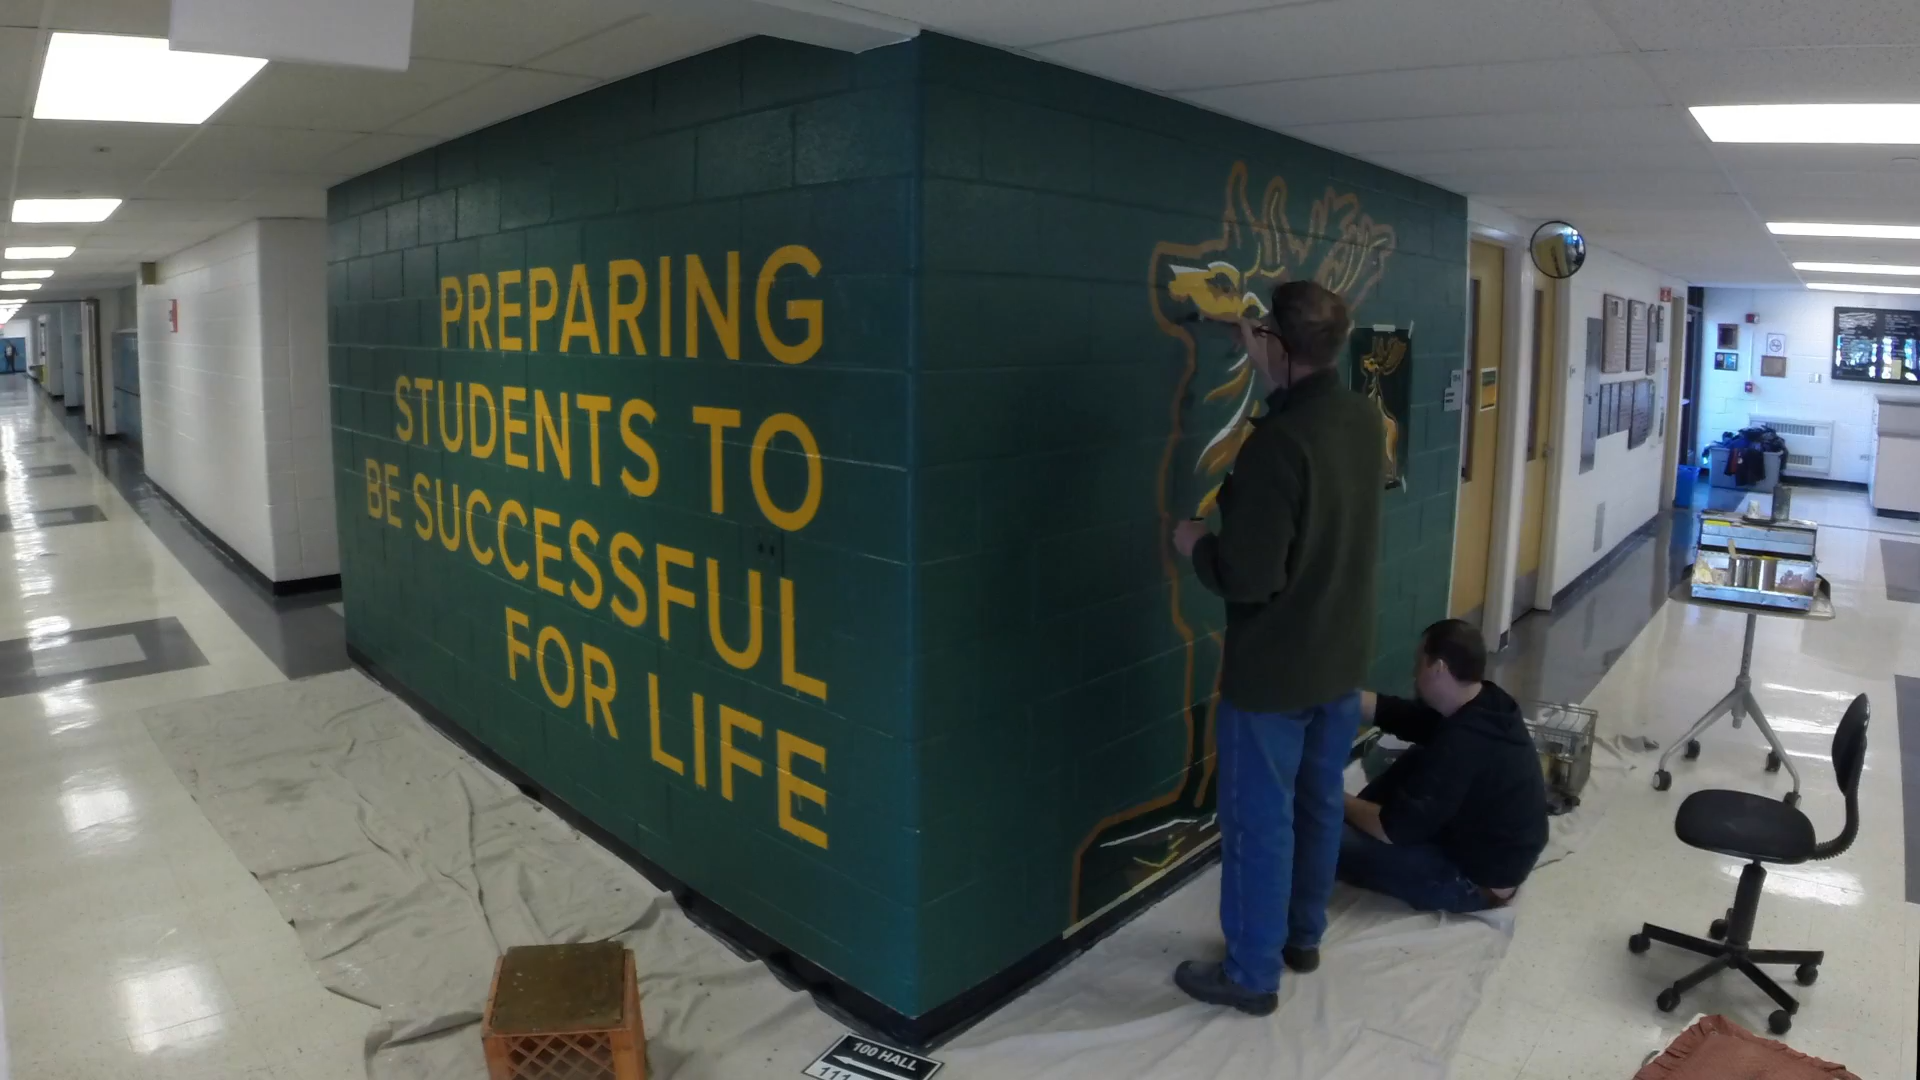 PREPARING
STUDENTS TO
BE SUCCESSFUL
FOR LIFE
100 HALL
111